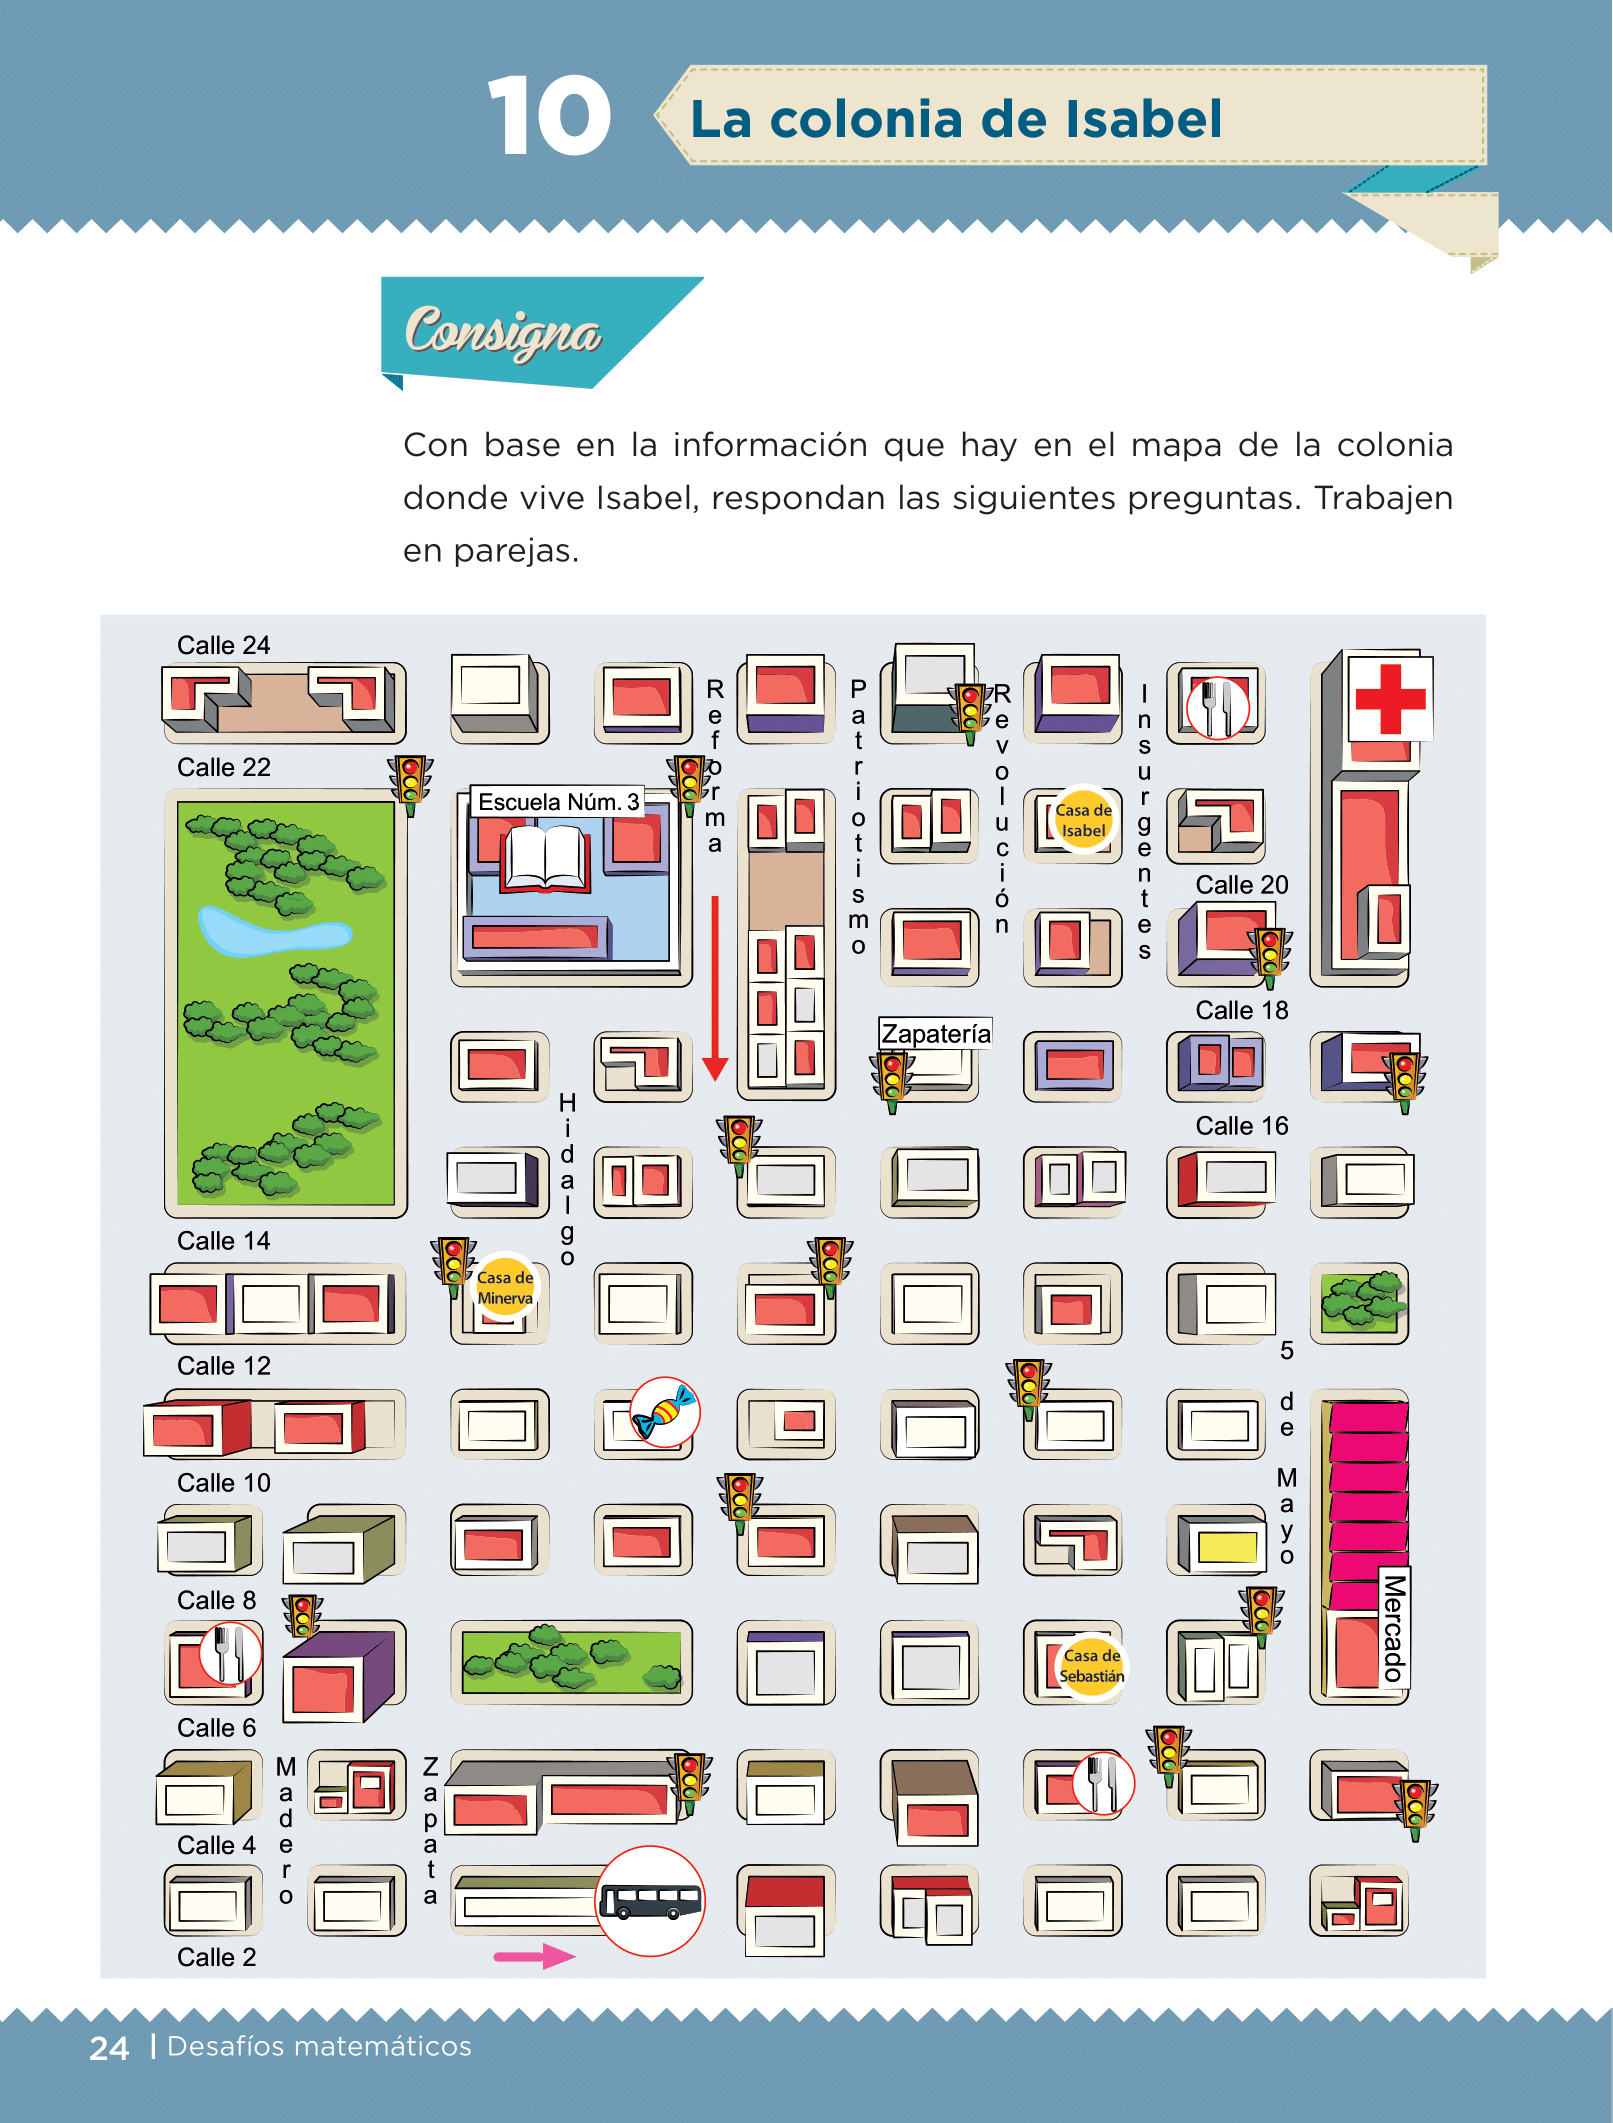 10
La colonia de Isabel
Consigna
Con base en la información que hay en el mapa de la colonia
donde vive Isabel, respondan las siguientes preguntas. Trabajen
en parejas.
Calle 24
Reforma
Patriotismo
Revolución
Insurgentes
Calle 22
Escuela Núm. 3
Casa de
Isabel
Calle 20
Calle 18
Zapatería
Hidalgo
Calle 16
Calle 14
Casa de
Minerva
5 de Mayo
Calle 12
Calle 10
Mercado
Calle 8
Casa de
Sebastián
Calle 6
Madero
Zapata
Calle 4
Calle 2
24 | Desafíos matemáticos